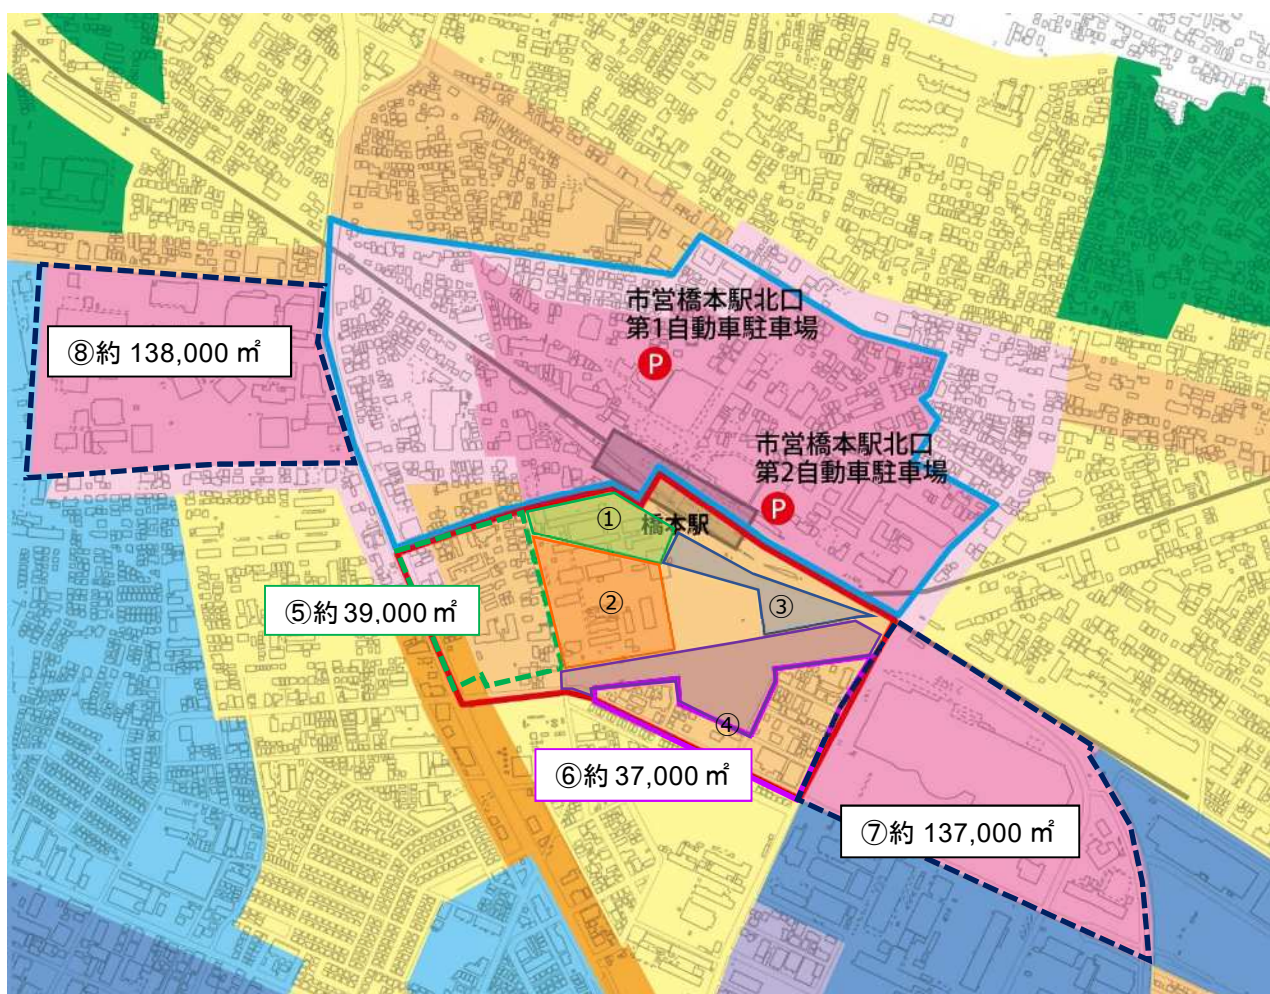 市営橋本駅北口
第1自動車駐車場
P
⑧約 138,000 ㎡
市営橋本駅北口
第2自動車駐車場
P
①
橋本駅
⑤約 39,000 ㎡
②
③
④
⑥約 37,000 ㎡
⑦約 137,000 ㎡